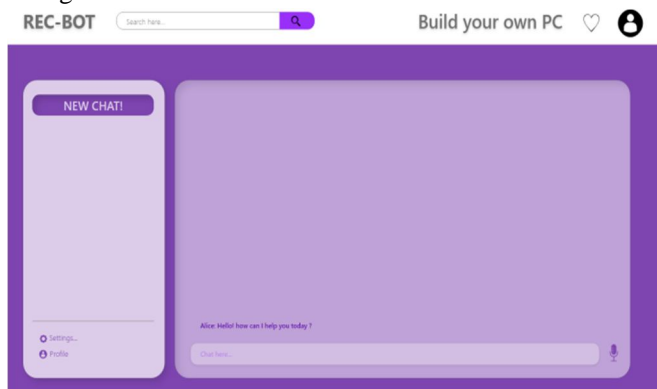 REC-BOT
Search here..
Build your own PC
NEW CHAT!
Alice: Hello! how can I help you today ?
Settings...
Profile
Chat here...